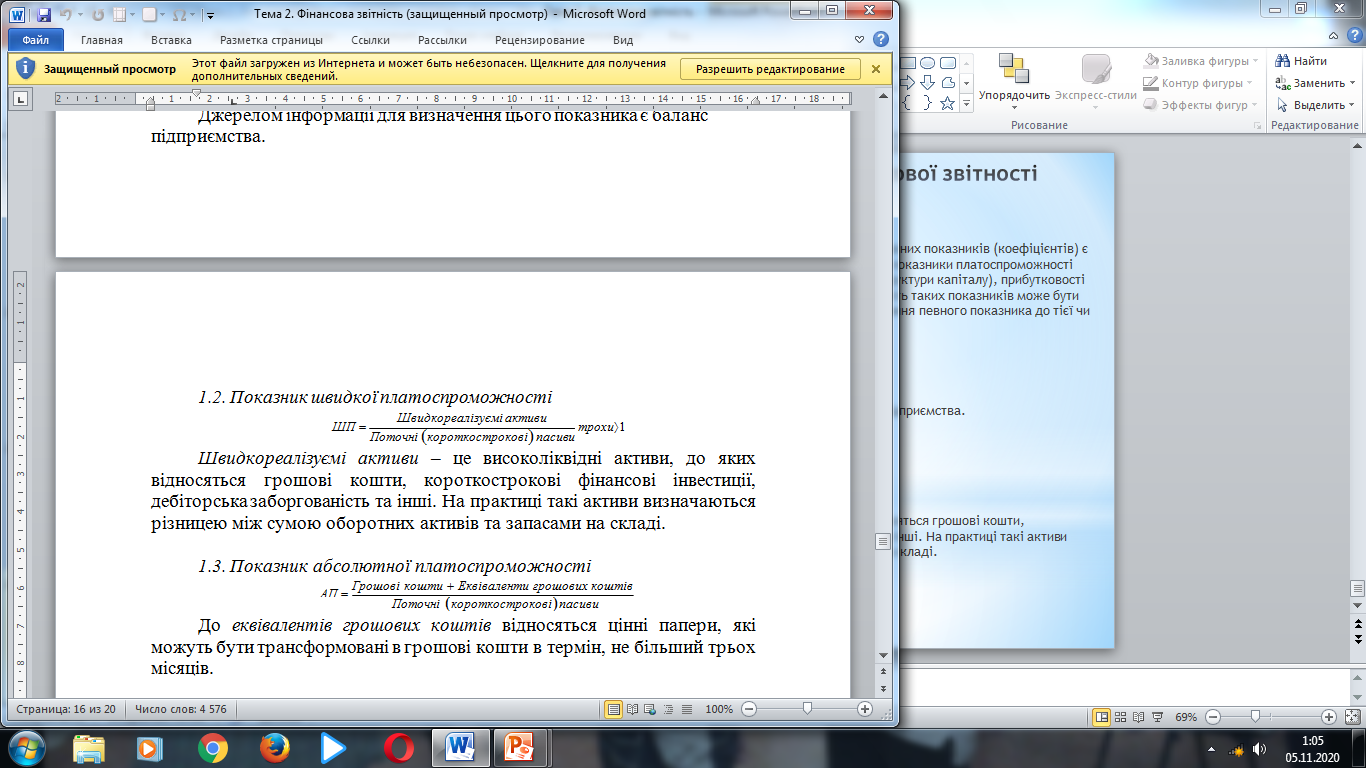 Тема 2. Фінансова звітність (защищенный просмотр) - Microsoft Word
Файл
Главная
Вставка
Разметка страницы
Ссылки
Рассылки
Рецензирование
Вид
Защищенный просмотр
Этот файл загружен из Интернета и может быть небезопасен. Щелкните для получения
дополнительных сведений.
Разрешить редактирование
Джерелом інформації для визначення цього показника є баланс
підприємства.
1.2. Показник швидкої платоспроможності
ШП = Швидкореалізуємі активи / Поточні (короткострокові) пасиви трохи⟩1
Швидкореалізуємі активи – це високоліквідні активи, до яких
відносяться грошові кошти, короткострокові фінансові інвестиції,
дебіторська заборгованість та інші. На практиці такі активи визначаються
різницею між сумою оборотних активів та запасами на складі.
1.3. Показник абсолютної платоспроможності
АП = Грошові кошти + Еквіваленти грошових коштів / Поточні (короткострокові) пасиви
До еквівалентів грошових коштів відносяться цінні папери, які
можуть бути трансформовані в грошові кошти в термін, не більший трьох
місяців.
Страница: 16 из 20
Число слов: 4 576
100%
Упорядочить
Экспресс-стили
Заливка фигуры
Контур фигуры
Эффекты фигур
Рисование
Найти
Заменить
Выделить
Редактирование
ової звітності
них показників (коефіцієнтів) є
оказники платоспроможності
ктури капіталу), прибутковості
ь таких показників може бути
ня певного показника до тієї чи
приємства.
яться грошові кошти,
нші. На практиці такі активи
кладі.
69%
1:05
05.11.2020